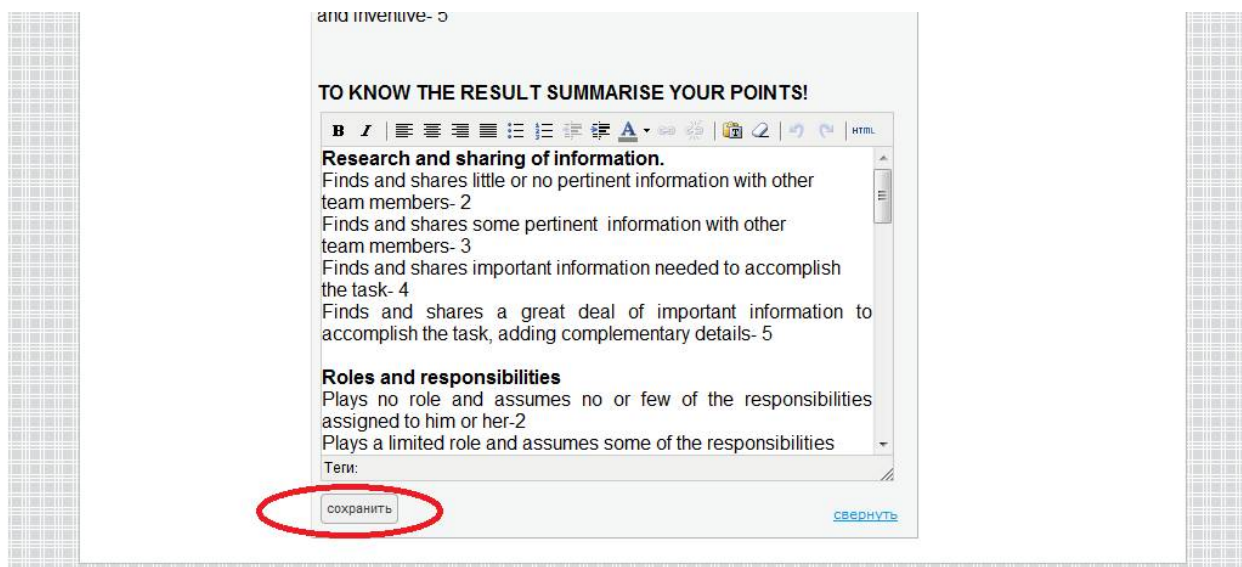 and inventive- 5
TO KNOW THE RESULT SUMMARISE YOUR POINTS!
B I A HTML
Research and sharing of information.
Finds and shares little or no pertinent information with other
team members- 2
Finds and shares some pertinent information with other
team members- 3
Finds and shares important information needed to accomplish
the task- 4
Finds and shares a great deal of important information to
accomplish the task, adding complementary details- 5
Roles and responsibilities
Plays no role and assumes no or few of the responsibilities
assigned to him or her-2
Plays a limited role and assumes some of the responsibilities
Теги:
сохранить
свернуть